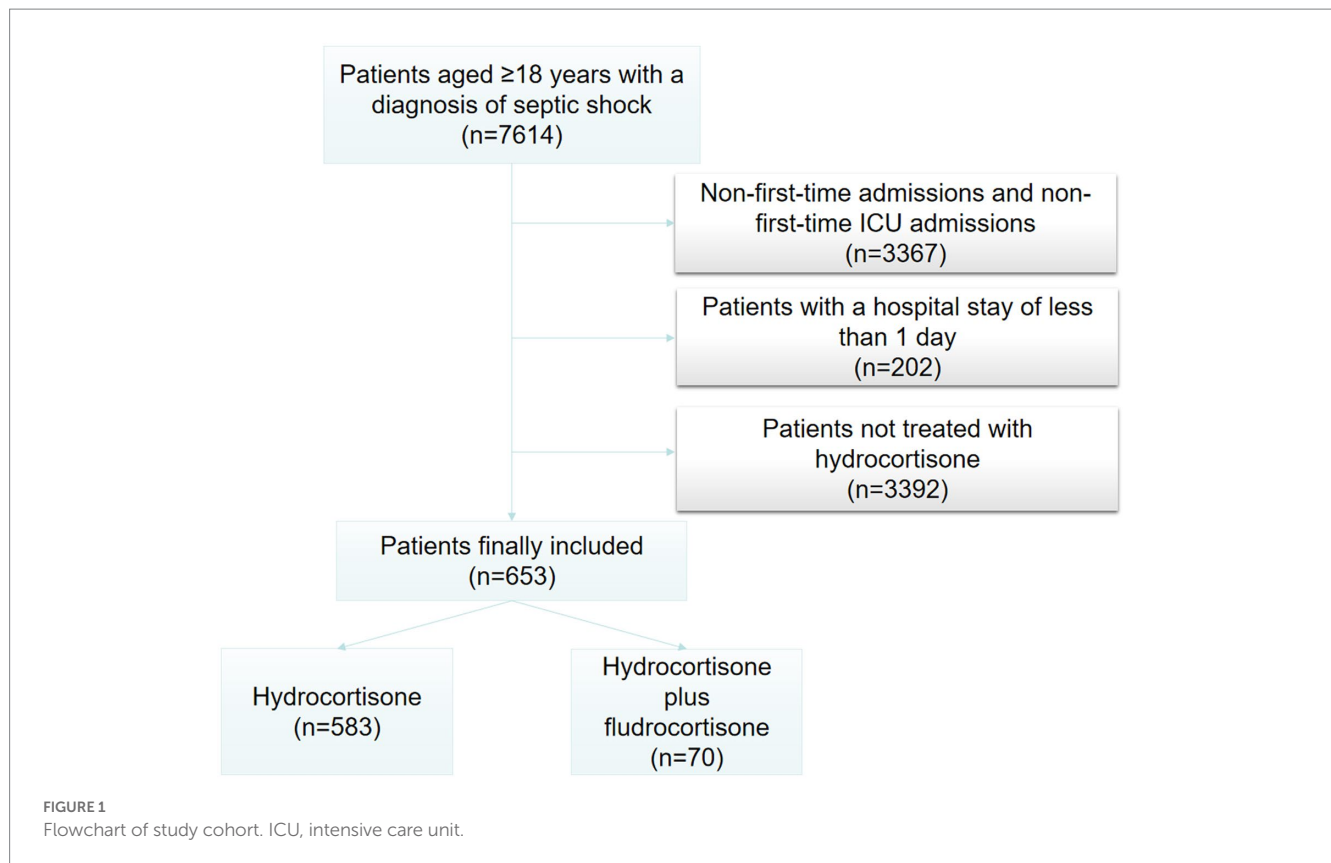 Patients aged ≥18 years with a
diagnosis of septic shock
(n=7614)
Non-first-time admissions and non-
first-time ICU admissions
(n=3367)
Patients with a hospital stay of less
than 1 day
(n=202)
Patients not treated with
hydrocortisone
(n=3392)
Patients finally included
(n=653)
Hydrocortisone
(n=583)
Hydrocortisone
plus
fludrocortisone
(n=70)
FIGURE 1
Flowchart of study cohort. ICU, intensive care unit.